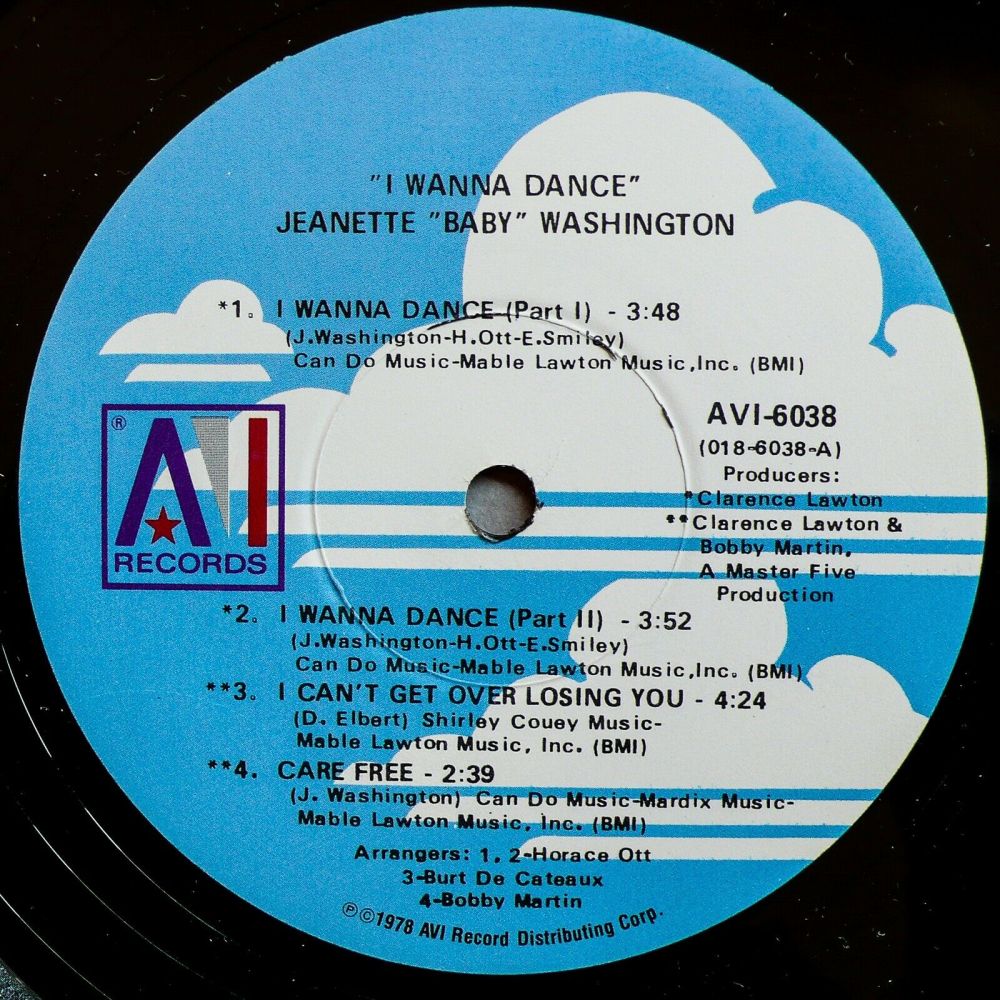 "I WANNA DANCE"
JEANETTE "BABY" WASHINGTON
*1. I WANNA DANCE (Part I) - 3:48
(J.Washington-H.Ott-E.Smiley)
Can Do Music-Mable Lawton Music,Inc. (BMI)
® AVI
RECORDS
AVI-6038
(018-6038-A)
Producers:
*Clarence Lawton
**Clarence Lawton &
Bobby Martin,
A Master Five
Production
*2. I WANNA DANCE (Part II) - 3:52
(J.Washington-H.Ott-E.Smiley)
Can Do Music-Mable Lawton Music,Inc. (BMI)
**3. I CAN'T GET OVER LOSING YOU - 4:24
(D. Elbert) Shirley Couey Music-
Mable Lawton Music, Inc. (BMI)
**4. CARE FREE - 2:39
(J. Washington) Can Do Music-Mardix Music-
Mable Lawton Music, Inc. (BMI)
Arrangers: 1, 2-Horace Ott
3-Burt De Cateaux
4-Bobby Martin
℗©1978 AVI Record Distributing Corp.